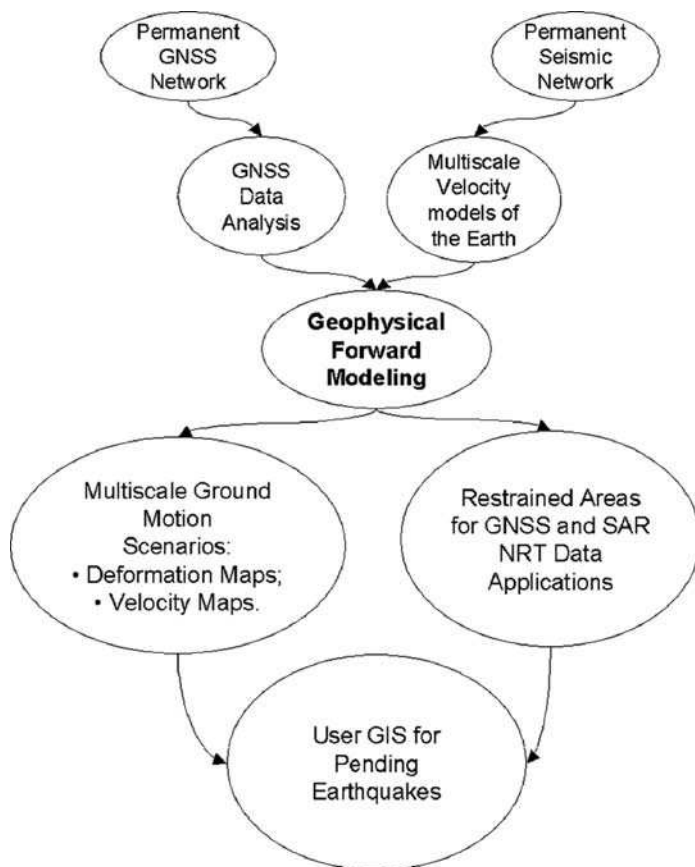 Permanent
GNSS
Network
Permanent
Seismic
Network
GNSS
Data
Analysis
Multiscale
Velocity
models of
the Earth
Geophysical
Forward
Modeling
Multiscale Ground
Motion
Scenarios:
• Deformation Maps;
• Velocity Maps.
Restrained Areas
for GNSS and SAR
NRT Data
Applications
User GIS for
Pending
Earthquakes